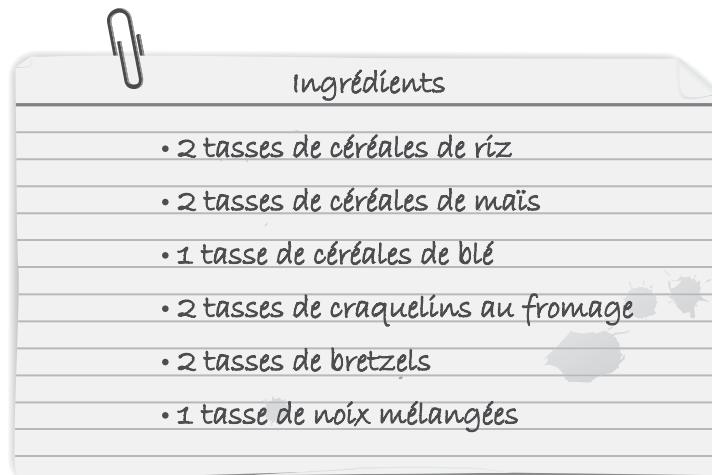 Ingrédients
• 2 tasses de céréales de riz
• 2 tasses de céréales de maïs
• 1 tasse de céréales de blé
• 2 tasses de craquelins au fromage
• 2 tasses de bretzels
• 1 tasse de noix mélangées